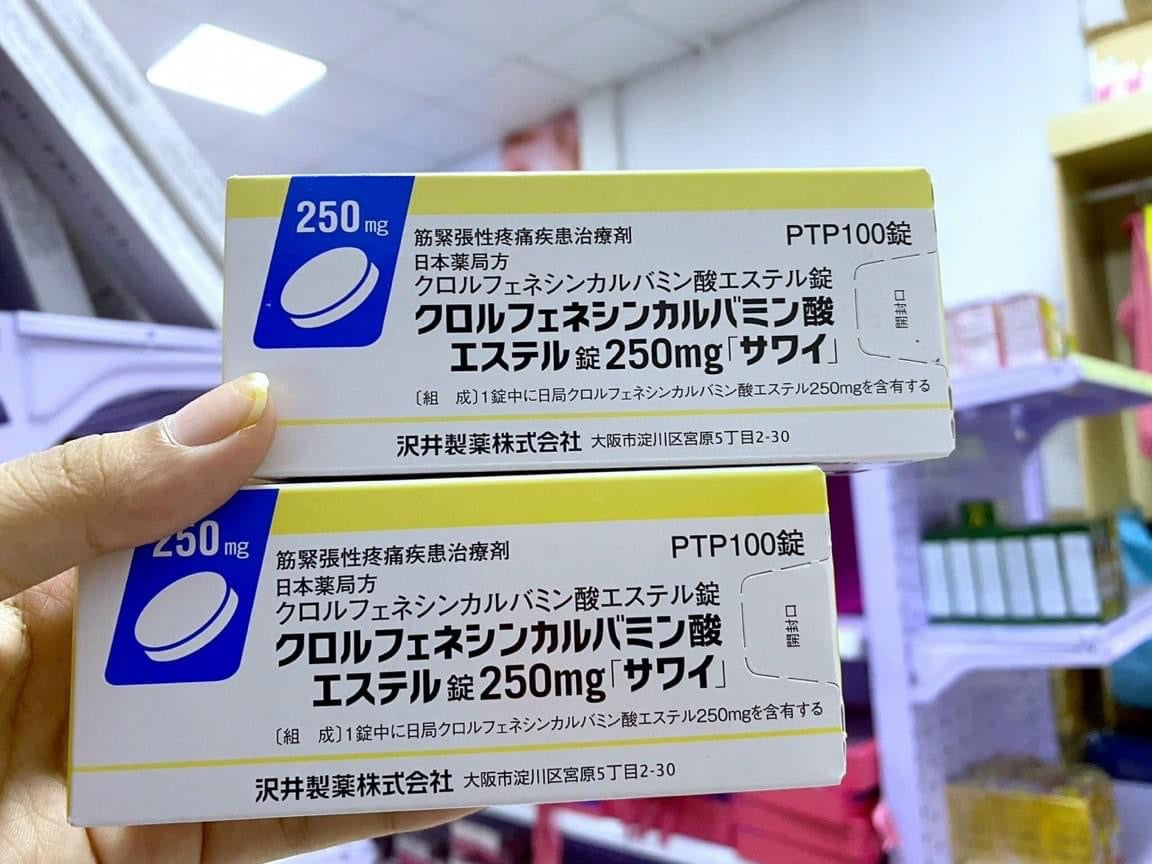 250mg
筋緊張性疼痛疾患治療剤
PTP100錠
日本薬局方
クロルフェネシンカルバミン酸エステル錠
クロルフェネシンカルバミン酸
エステル錠250mg「サワイ」
開封口
〔組 成〕1錠中に日局クロルフェネシンカルバミン酸エステル250mgを含有する
沢井製薬株式会社 大阪市淀川区宮原5丁目2-30
250mg
筋緊張性疼痛疾患治療剤
PTP100錠
日本薬局方
クロルフェネシンカルバミン酸エステル錠
クロルフェネシンカルバミン酸
エステル錠250mg「サワイ」
開封口
〔組 成〕1錠中に日局クロルフェネシンカルバミン酸エステル250mgを含有する
沢井製薬株式会社 大阪市淀川区宮原5丁目2-30